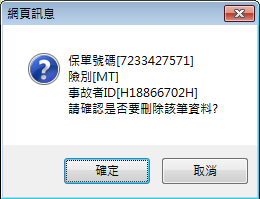 網頁訊息
保單號碼[7233427571]
險別[MT]
事故者ID[H18866702H]
請確認是否要刪除該筆資料?
確定
取消